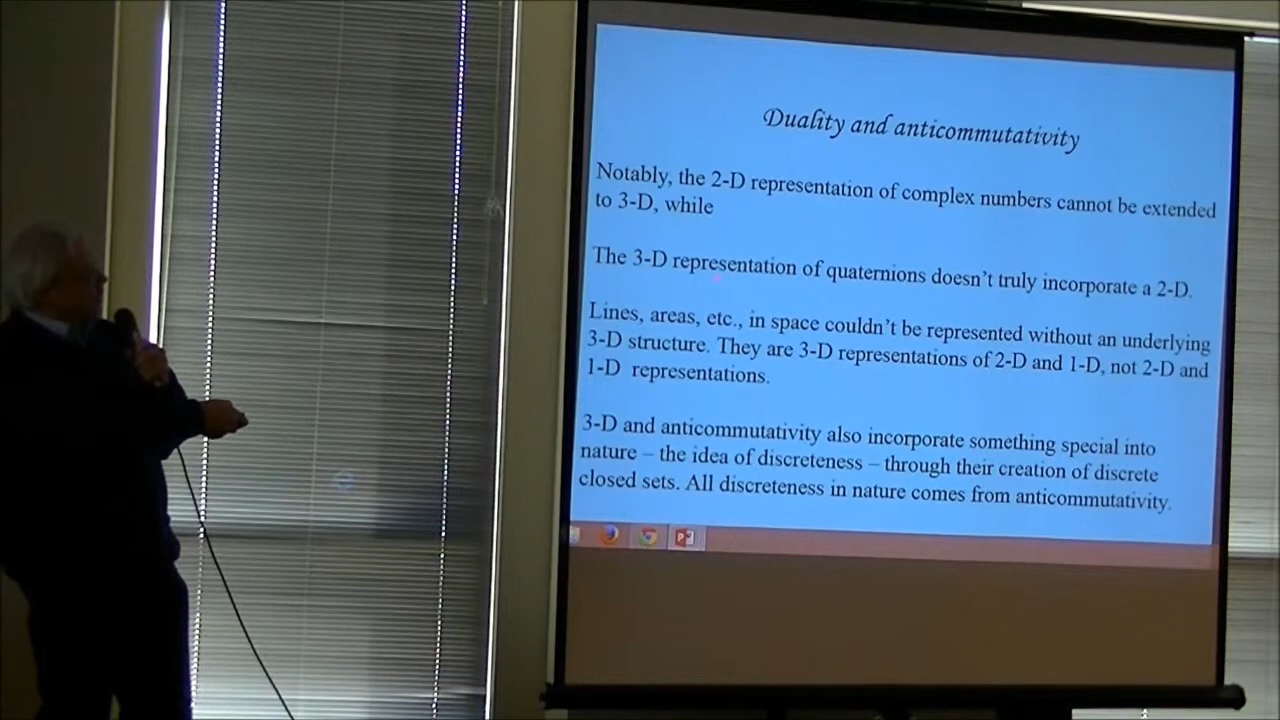 Duality and anticommutativity
Notably, the 2-D representation of complex numbers cannot be extended
to 3-D, while
The 3-D representation of quaternions doesn't truly incorporate a 2-D.
Lines, areas, etc., in space couldn't be represented without an underlying
3-D structure. They are 3-D representations of 2-D and 1-D, not 2-D and
1-D representations.
3-D and anticommutativity also incorporate something special into
nature – the idea of discreteness – through their creation of discrete
closed sets. All discreteness in nature comes from anticommutativity.